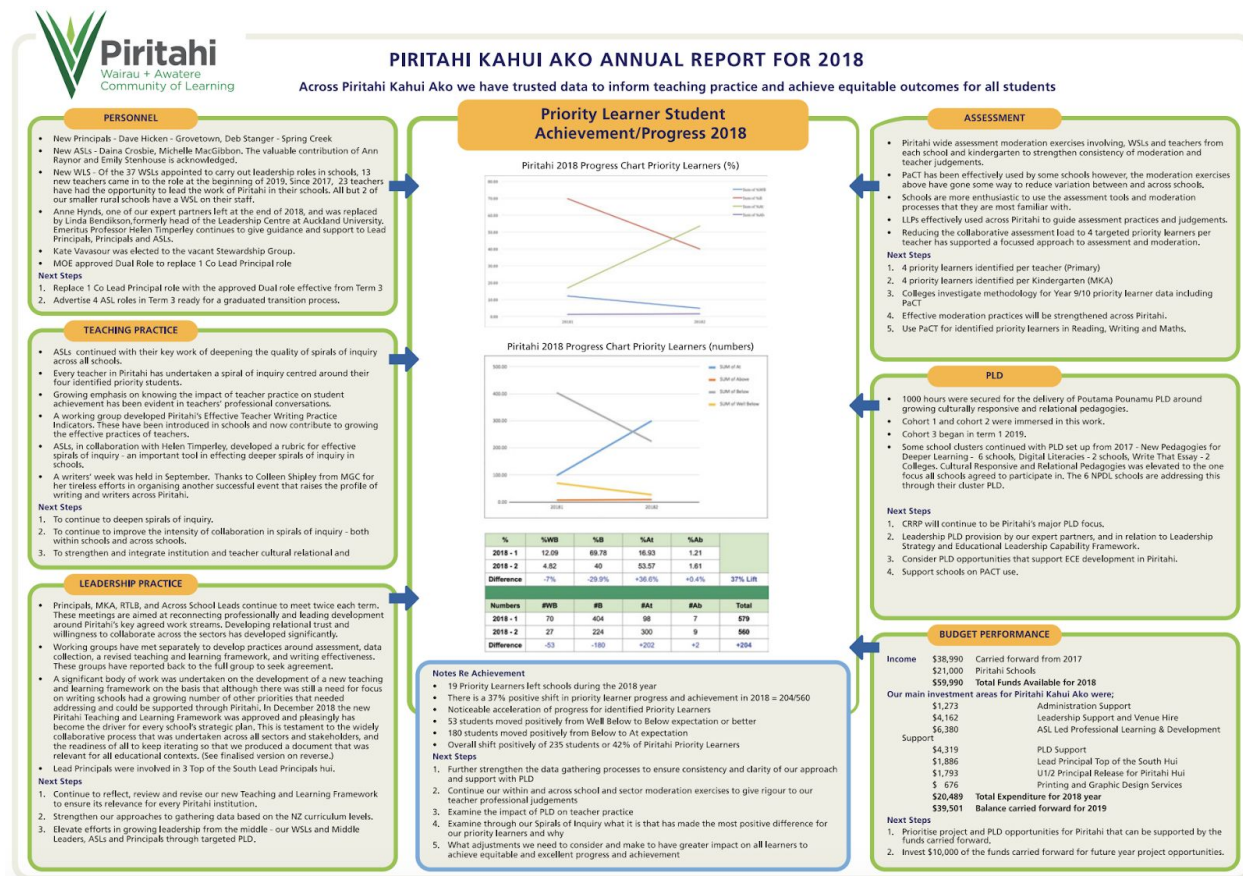 Piritahi
Wairau + Awatere
Community of Learning
PIRITAHI KAHUI AKO ANNUAL REPORT FOR 2018
Across Piritahi Kahui Ako we have trusted data to inform teaching practice and achieve equitable outcomes for all students
PERSONNEL
• New Principals - Dave Hicken - Grovetown, Deb Stanger - Spring Creek
• New ASLs - Daina Crosbie, Michelle MacGibbon. The valuable contribution of Ann
Raynor and Emily Stenhouse is acknowledged.
• New WLS - Of the 37 WSLs appointed to carry out leadership roles in schools, 13
new teachers came in to the role at the beginning of 2019. Since 2017, 23 teachers
have had the opportunity to lead the work of Piritahi in their schools. All but 2 of
our smaller rural schools have a WSL on their staff.
• Anne Hynds, one of our expert partners left at the end of 2018, and was replaced
by Linda Bendikson,formerly head of the Leadership Centre at Auckland University.
Emeritus Professor Helen Timperley continues to give guidance and support to Lead
Principals, Principals and ASLs.
• Kate Vavasour was elected to the vacant Stewardship Group.
• MOE approved Dual Role to replace 1 Co Lead Principal role
Next Steps
1. Replace 1 Co Lead Principal role with the approved Dual role effective from Term 3
2. Advertise 4 ASL roles in Term 3 ready for a graduated transition process.
TEACHING PRACTICE
• ASLs continued with their key work of deepening the quality of spirals of inquiry
across all schools.
• Every teacher in Piritahi has undertaken a spiral of inquiry centred around their
four identified priority students.
• Growing emphasis on knowing the impact of teacher practice on student
achievement has been evident in teachers' professional conversations.
• A working group developed Piritahi's Effective Teacher Writing Practice
Indicators. These have been introduced in schools and now contribute to growing
the effective practices of teachers.
• ASLs, in collaboration with Helen Timperley, developed a rubric for effective
spirals of inquiry - an important tool in effecting deeper spirals of inquiry in
schools.
• A writers' week was held in September. Thanks to Colleen Shipley from MGC for
her tireless efforts in organising another successful event that raises the profile of
writing and writers across Piritahi.
Next Steps
1. To continue to deepen spirals of inquiry.
2. To continue to improve the intensity of collaboration in spirals of inquiry - both
within schools and across schools.
3. To strengthen and integrate institution and teacher cultural relational and
LEADERSHIP PRACTICE
• Principals, MKA, RTLB, and Across School Leads continue to meet twice each term.
These meetings are aimed at reconnecting professionally and leading development
around Piritahi's key agreed work streams. Developing relational trust and
willingness to collaborate across the sectors has developed significantly.
• Working groups have met separately to develop practices around assessment, data
collection, a revised teaching and learning framework, and writing effectiveness.
These groups have reported back to the full group to seek agreement.
• A significant body of work was undertaken on the development of a new teaching
and learning framework on the basis that although there was still a need for focus
on writing schools had a growing number of other priorities that needed
addressing and could be supported through Piritahi. In December 2018 the new
Piritahi Teaching and Learning Framework was approved and pleasingly has
become the driver for every school's strategic plan. This is testament to the widely
collaborative process that was undertaken across all sectors and stakeholders, and
the readiness of all to keep iterating so that we produced a document that was
relevant for all educational contexts. (See finalised version on reverse.)
• Lead Principals were involved in 3 Top of the South Lead Principals hui.
Next Steps
1. Continue to reflect, review and revise our new Teaching and Learning Framework
to ensure its relevance for every Piritahi institution.
2. Strengthen our approaches to gathering data based on the NZ curriculum levels.
3. Elevate efforts in growing leadership from the middle - our WSLs and Middle
Leaders, ASLs and Principals through targeted PLD.
Priority Learner Student
Achievement/Progress 2018
Piritahi 2018 Progress Chart Priority Learners (%)
Piritahi 2018 Progress Chart Priority Learners (numbers)
500.00
400.00
300.00
200.00
100.00
0.00
20181
20182
SUM of At
SUM of Above
SUM of Below
SUM of Well Below
% %WB %B %At %Ab
2018 - 1 12.09 69.78 16.93 1.21
2018 - 2 4.82 40 53.57 1.61
Difference -7% -29.9% +36.6% +0.4% 37% Lift
Numbers #WB #B #At #Ab Total
2018 - 1 70 404 98 7 579
2018 - 2 27 224 300 9 560
Difference -53 -180 +202 +2 +204
Notes Re Achievement
• 19 Priority Learners left schools during the 2018 year
• There is a 37% positive shift in priority learner progress and achievement in 2018 = 204/560
• Noticeable acceleration of progress for identified Priority Learners
• 53 students moved positively from Well Below to Below expectation or better
• 180 students moved positively from Below to At expectation
• Overall shift positively of 235 students or 42% of Piritahi Priority Learners
Next Steps
1. Further strengthen the data gathering processes to ensure consistency and clarity of our approach
and support with PLD
2. Continue our within and across school and sector moderation exercises to give rigour to our
teacher professional judgements
3. Examine the impact of PLD on teacher practice
4. Examine through our Spirals of Inquiry what it is that has made the most positive difference for
our priority learners and why
5. What adjustments we need to consider and make to have greater impact on all learners to
achieve equitable and excellent progress and achievement
ASSESSMENT
• Piritahi wide assessment moderation exercises involving, WSLs and teachers from
each school and kindergarten to strengthen consistency of moderation and
teacher judgements.
• PaCT has been effectively used by some schools however, the moderation exercises
above have gone some way to reduce variation between and across schools.
• Schools are more enthusiastic to use the assessment tools and moderation
processes that they are most familiar with.
• LLPs effectively used across Piritahi to guide assessment practices and judgements.
• Reducing the collaborative assessment load to 4 targeted priority learners per
teacher has supported a focussed approach to assessment and moderation.
Next Steps
1. 4 priority learners identified per teacher (Primary)
2. 4 priority learners identified per Kindergarten (MKA)
3. Colleges investigate methodology for Year 9/10 priority learner data including
PaCT
4. Effective moderation practices will be strengthened across Piritahi.
5. Use PaCT for identified priority learners in Reading, Writing and Maths.
PLD
• 1000 hours were secured for the delivery of Poutama Pounamu PLD around
growing culturally responsive and relational pedagogies.
• Cohort 1 and cohort 2 were immersed in this work.
• Cohort 3 began in term 1 2019.
• Some school clusters continued with PLD set up from 2017 - New Pedagogies for
Deeper Learning - 6 schools, Digital Literacies - 2 schools, Write That Essay - 2
Colleges. Cultural Responsive and Relational Pedagogies was elevated to the one
focus all schools agreed to participate in. The 6 NPDL schools are addressing this
through their cluster PLD.
Next Steps
1. CRRP will continue to be Piritahi's major PLD focus.
2. Leadership PLD provision by our expert partners, and in relation to Leadership
Strategy and Educational Leadership Capability Framework.
3. Consider PLD opportunities that support ECE development in Piritahi.
4. Support schools on PACT use.
BUDGET PERFORMANCE
Income $38,990 Carried forward from 2017
$21,000 Piritahi Schools
$59,990 Total Funds Available for 2018
Our main investment areas for Piritahi Kahui Ako were;
$1,273 Administration Support
$4,162 Leadership Support and Venue Hire
$6,380 ASL Led Professional Learning & Development
Support
$4,319 PLD Support
$1,886 Lead Principal Top of the South Hui
$1,793 U1/2 Principal Release for Piritahi Hui
$ 676 Printing and Graphic Design Services
$20,489 Total Expenditure for 2018 year
$39,501 Balance carried forward for 2019
Next Steps
1. Prioritise project and PLD opportunities for Piritahi that can be supported by the
funds carried forward.
2. Invest $10,000 of the funds carried forward for future year project opportunities.